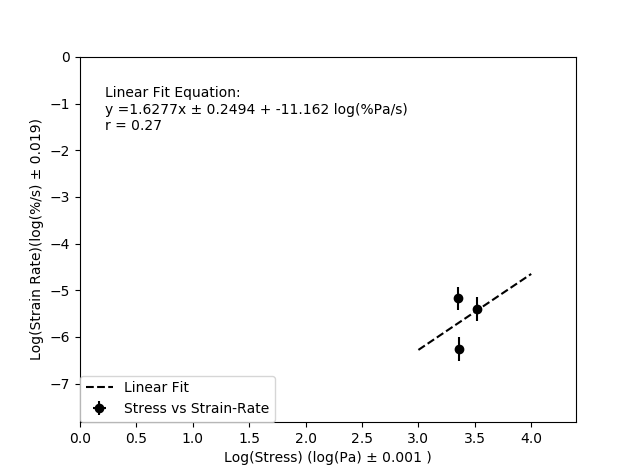 Linear Fit Equation:
y =1.6277x ± 0.2494 + -11.162 log(%Pa/s)
r = 0.27
Log(Strain Rate)(log(%/s) ± 0.019)
0
−1
−2
−3
−4
−5
−6
−7
Linear Fit
Stress vs Strain-Rate
0.0 0.5 1.0 1.5 2.0 2.5 3.0 3.5 4.0
Log(Stress) (log(Pa) ± 0.001 )